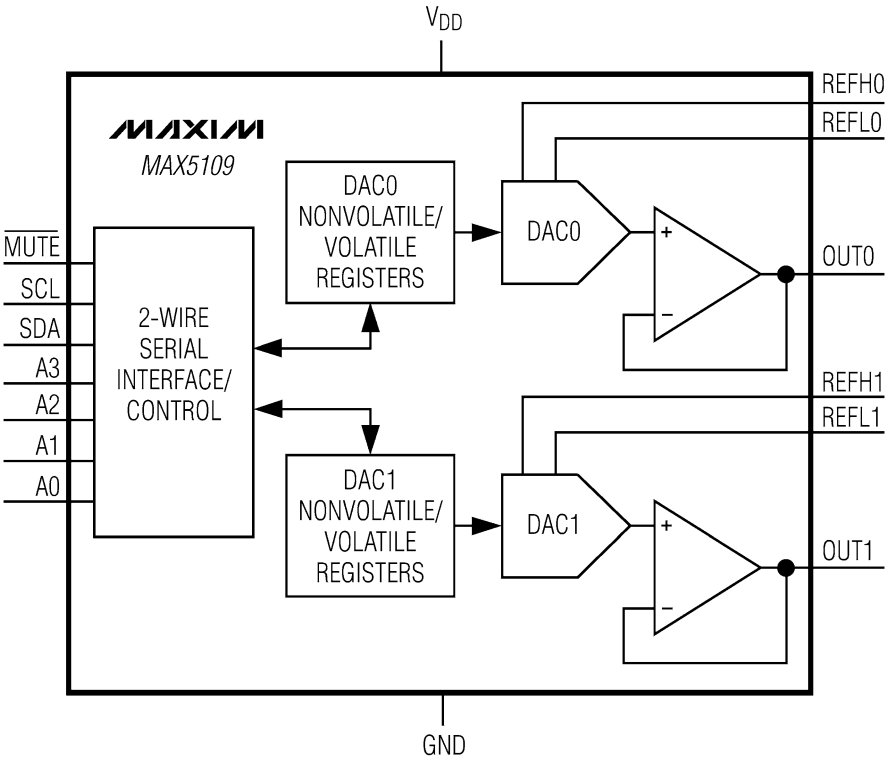 VDD
REFH0
REFL0
MAXIM
MAX5109
DAC0
NONVOLATILE/
VOLATILE
REGISTERS
DAC0
+
−
OUT0
MUTE
SCL
SDA
A3
A2
A1
A0
2-WIRE
SERIAL
INTERFACE/
CONTROL
REFH1
REFL1
DAC1
NONVOLATILE/
VOLATILE
REGISTERS
DAC1
+
−
OUT1
GND